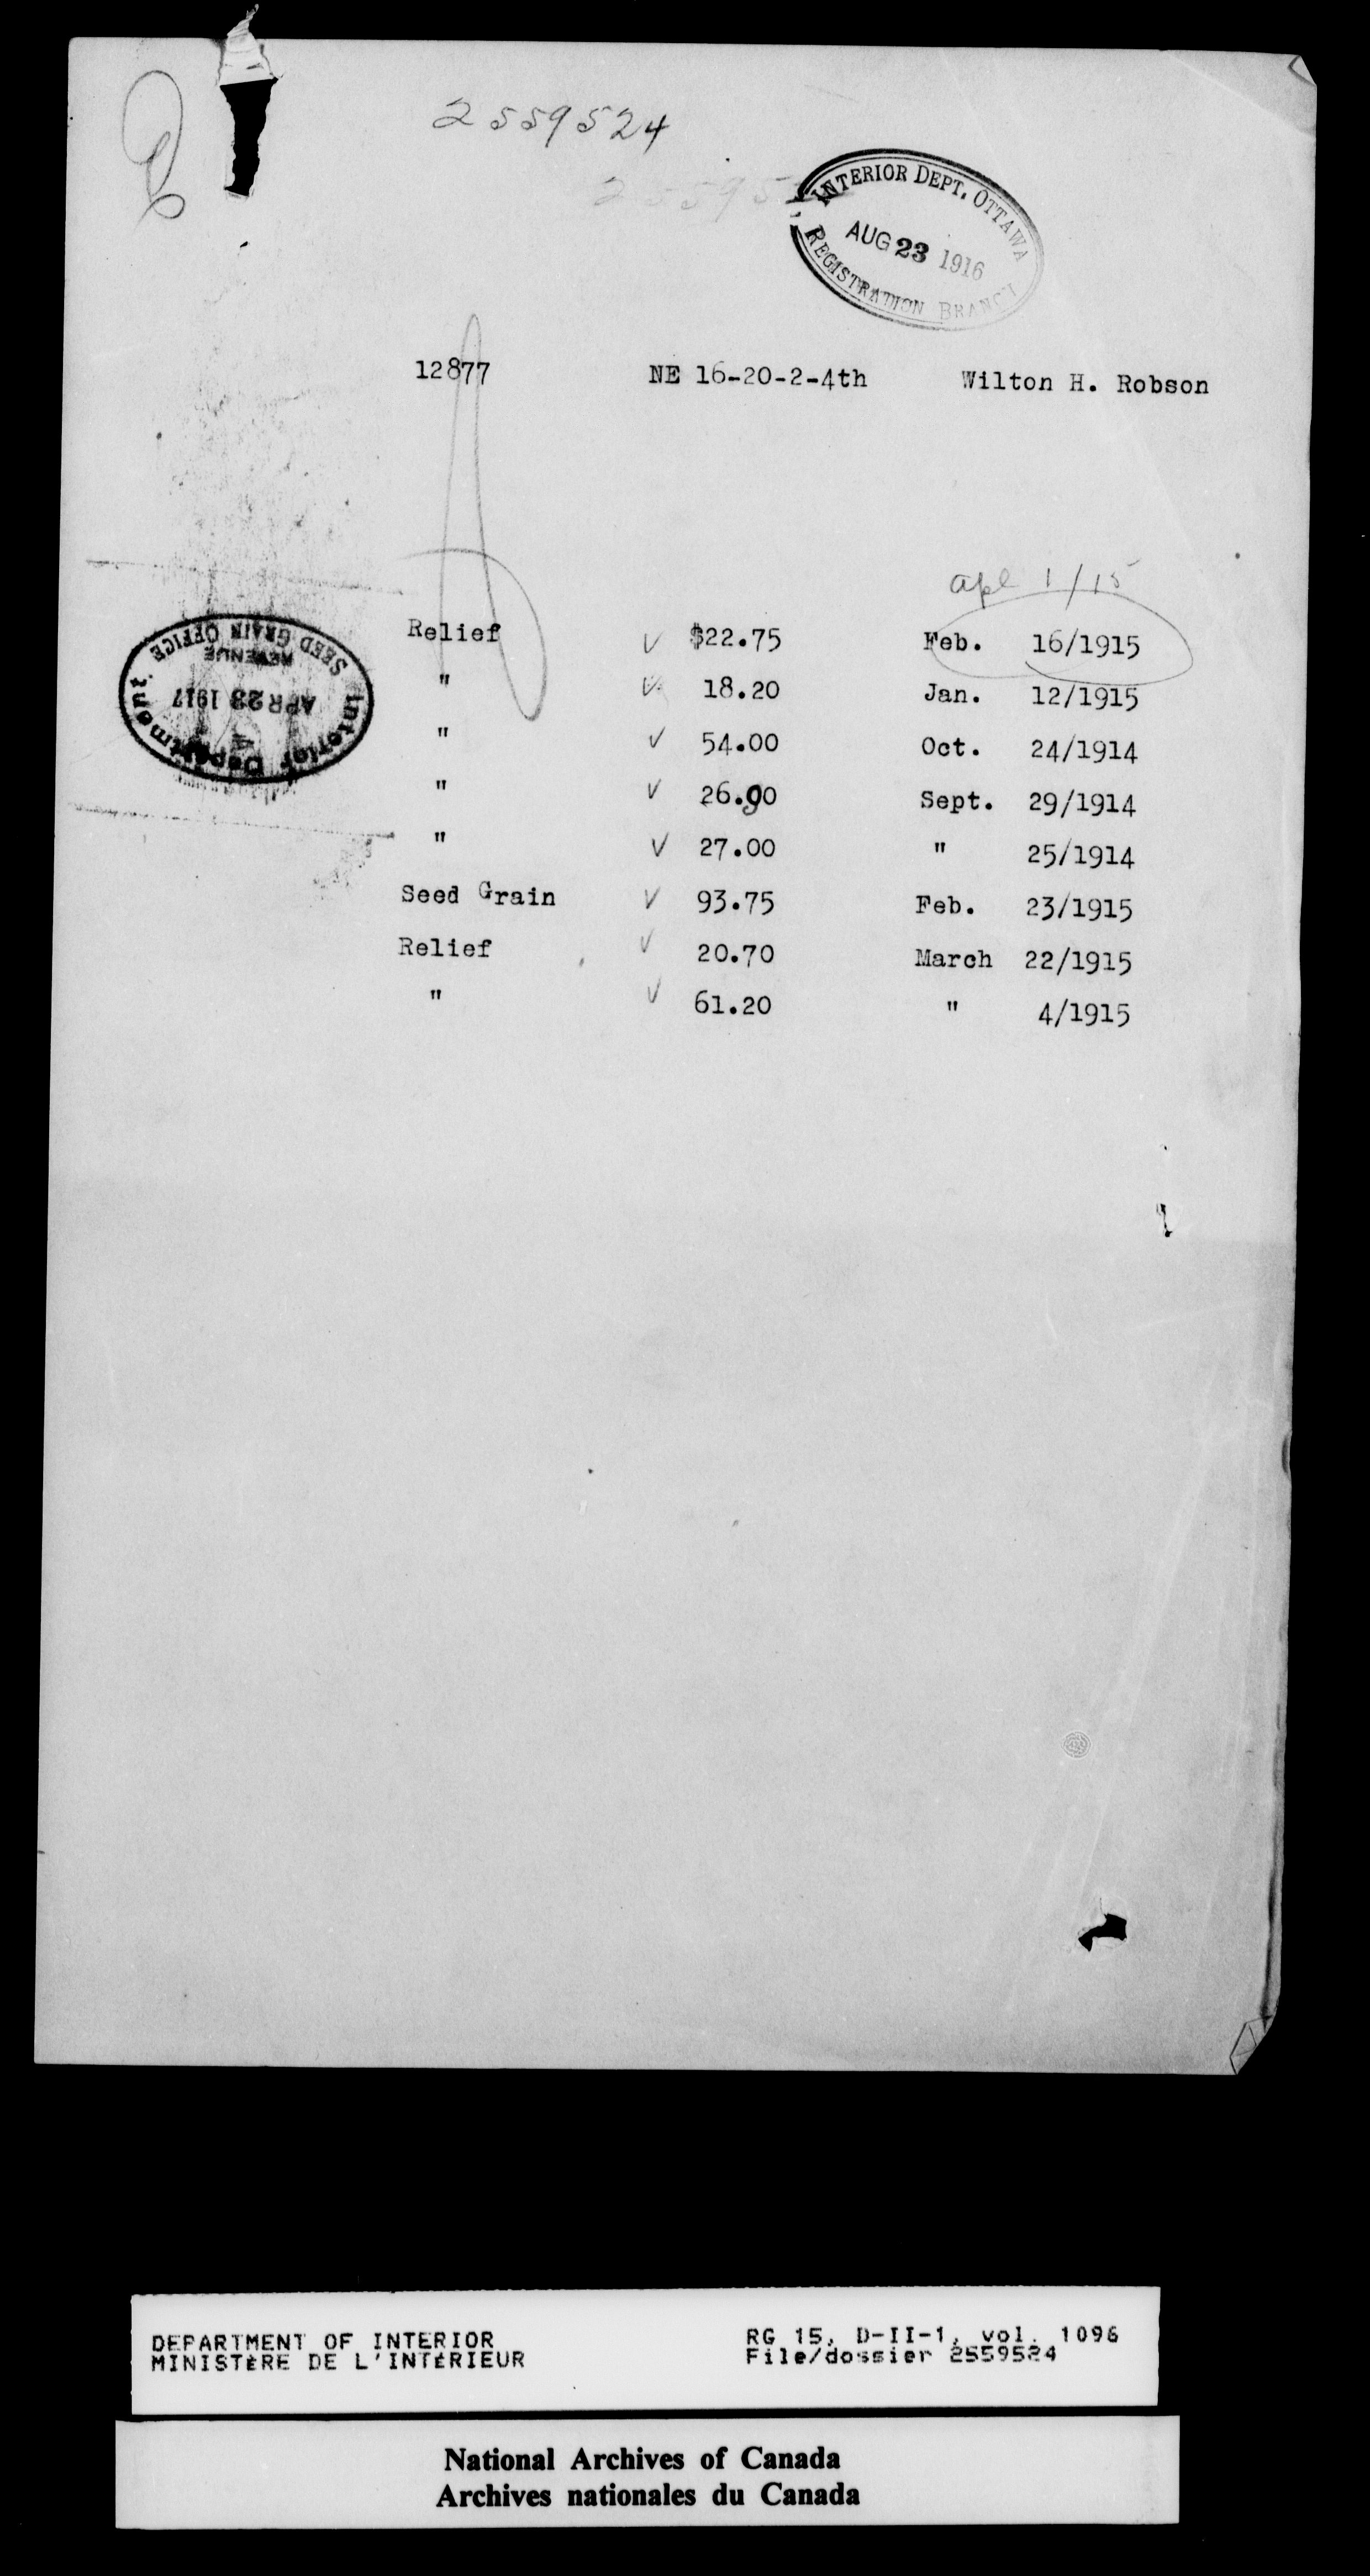 2559524
25595
INTERIOR DEPT. OTTAWA
AUG 23 1916
REGISTRATION BRANCH
12877 NE 16-20-2-4th Wilton H. Robson
apl 1/15
Relief ✓ $22.75 Feb. 16/1915
" ✓ 18.20 Jan. 12/1915
" ✓ 54.00 Oct. 24/1914
" ✓ 26.90 Sept. 29/1914
" ✓ 27.00 " 25/1914
Seed Grain ✓ 93.75 Feb. 23/1915
Relief ✓ 20.70 March 22/1915
" ✓ 61.20 " 4/1915
Interior Department.
APR 23 1917
REVENUE
SEED GRAIN OFFICE
DEPARTMENT OF INTERIOR
MINISTÈRE DE L'INTÉRIEUR
RG 15, D-II-1, vol. 1096
File/dossier 2559524
National Archives of Canada
Archives nationales du Canada